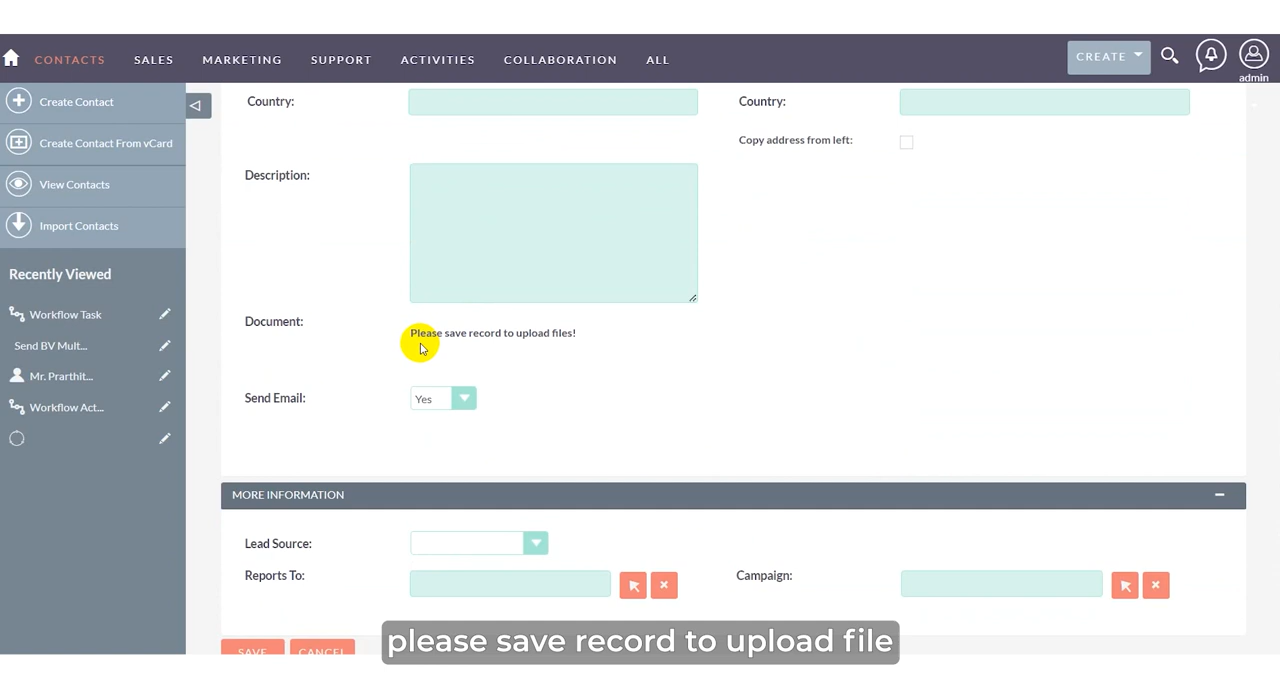 CONTACTS SALES MARKETING SUPPORT ACTIVITIES COLLABORATION ALL CREATE admin
Create Contact
Create Contact From vCard
View Contacts
Import Contacts
Recently Viewed
Workflow Task
Send BV Mult...
Mr. Prarthit...
Workflow Act...
Country: Country:
Copy address from left:
Description:
Document: Please save record to upload files!
Send Email: Yes
MORE INFORMATION
Lead Source:
Reports To: Campaign:
SAVE CANCEL
please save record to upload file